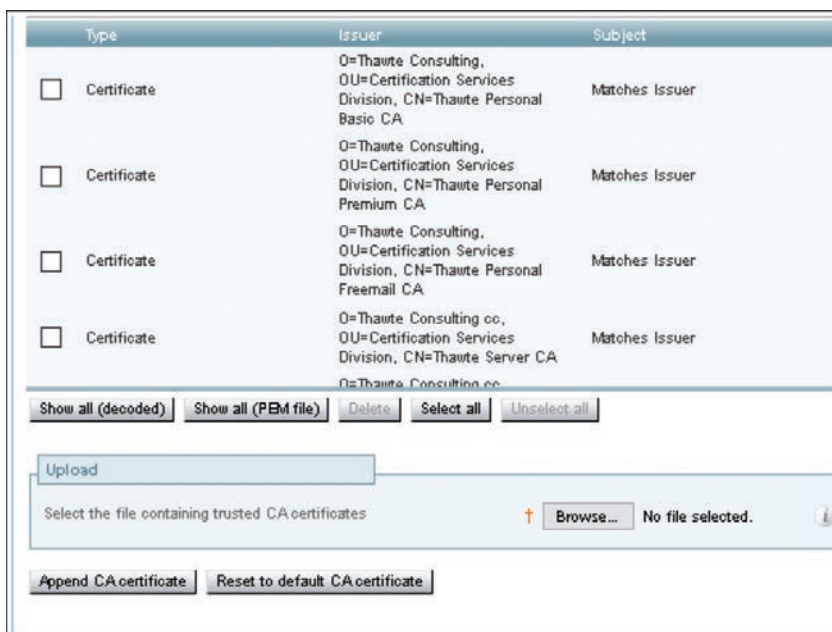 Type Issuer Subject
O=Thawte Consulting,
OU=Certification Services
Certificate Division, CN=Thawte Personal Matches Issuer
Basic CA
O=Thawte Consulting,
OU=Certification Services
Certificate Division, CN=Thawte Personal Matches Issuer
Premium CA
O=Thawte Consulting,
OU=Certification Services
Certificate Division, CN=Thawte Personal Matches Issuer
Freemail CA
O=Thawte Consulting cc,
Certificate OU=Certification Services Matches Issuer
Division, CN=Thawte Server CA
O=Thawte Consulting cc
Show all (decoded) Show all (PEM file) Delete Select all Unselect all
Upload
Select the file containing trusted CA certificates † Browse... No file selected. i
Append CA certificate Reset to default CA certificate